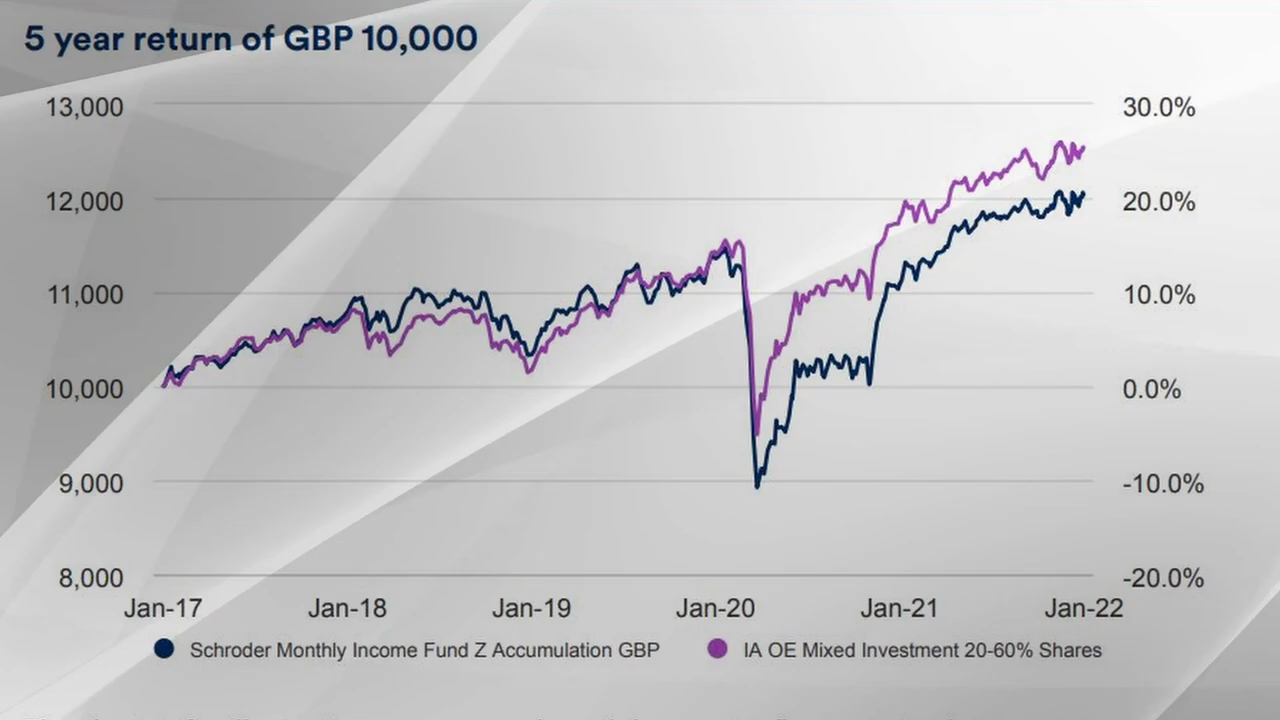 5 year return of GBP 10,000
13,000 30.0%
12,000 20.0%
11,000 10.0%
10,000 0.0%
9,000 -10.0%
8,000 -20.0%
Jan-17 Jan-18 Jan-19 Jan-20 Jan-21 Jan-22
Schroder Monthly Income Fund Z Accumulation GBP IA OE Mixed Investment 20-60% Shares